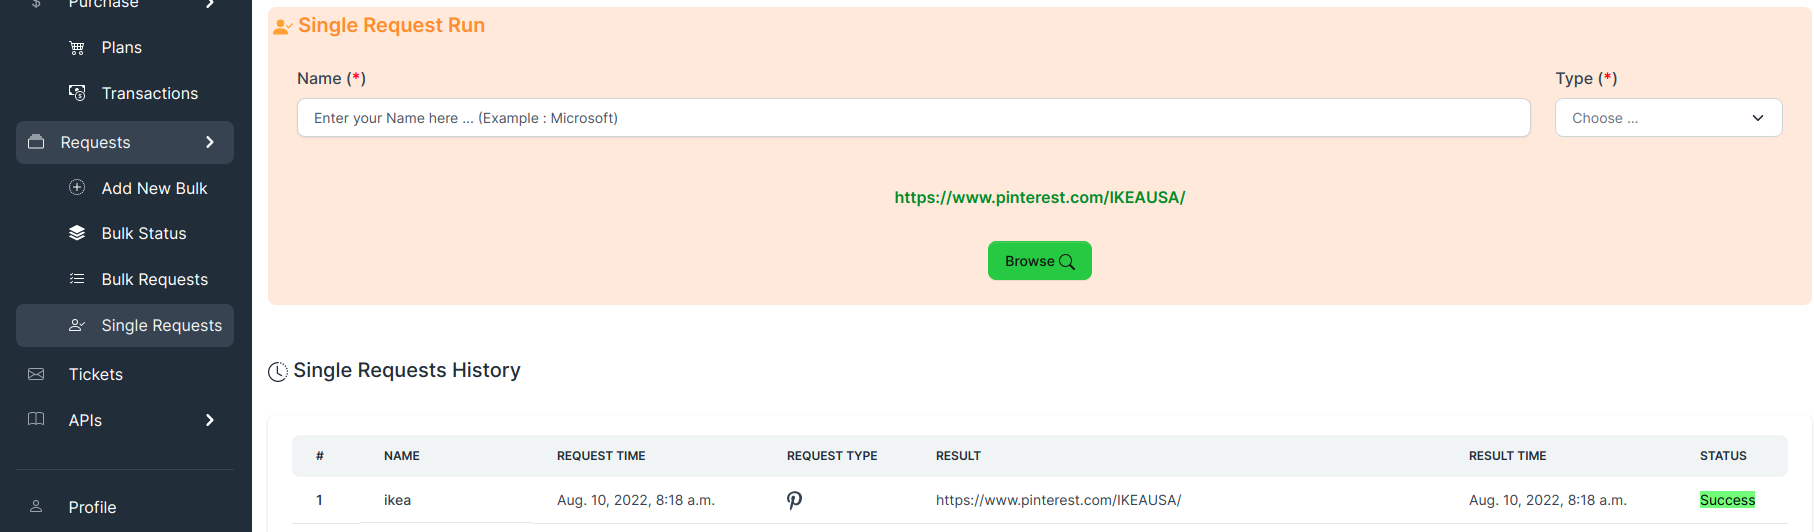 Purchase
Plans
Transactions
Requests
Add New Bulk
Bulk Status
Bulk Requests
Single Requests
Tickets
APIs
Profile
Single Request Run
Name (*)
Type (*)
Enter your Name here ... (Example : Microsoft)
Choose ...
https://www.pinterest.com/IKEAUSA/
Browse
Single Requests History
# NAME REQUEST TIME REQUEST TYPE RESULT RESULT TIME STATUS
1 ikea Aug. 10, 2022, 8:18 a.m. https://www.pinterest.com/IKEAUSA/ Aug. 10, 2022, 8:18 a.m. Success